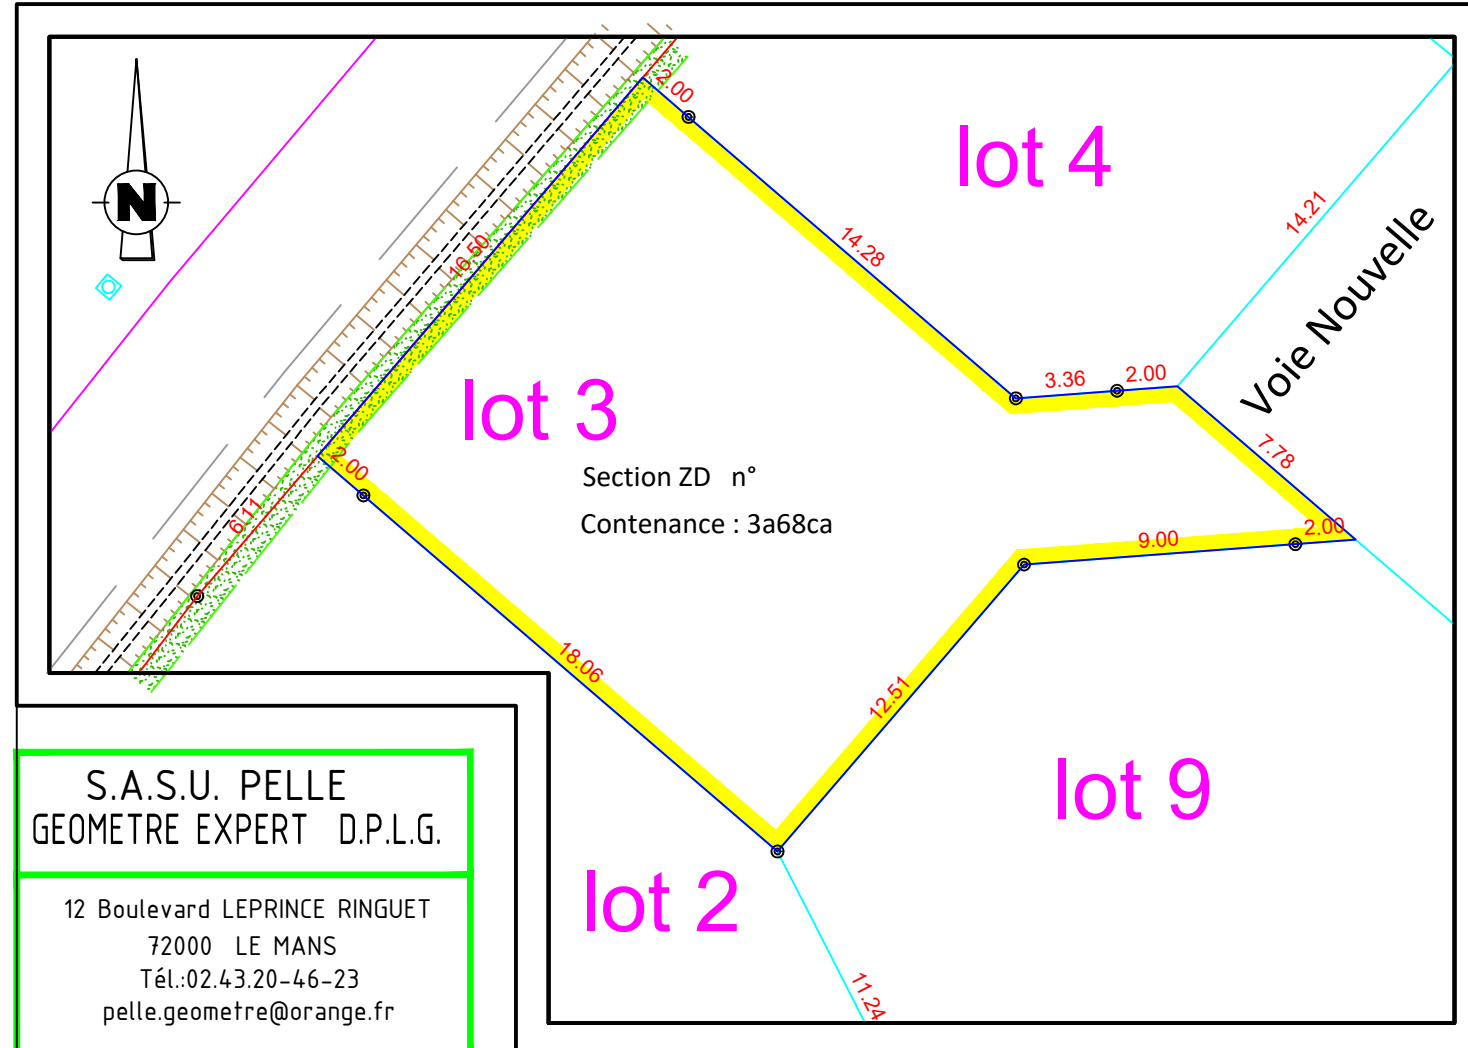 N
2.00
lot 4
14.21
Voie Nouvelle
14.28
16.50
3.36
2.00
lot 3
7.78
2.00
Section ZD n°
Contenance : 3a68ca
6.11
9.00
2.00
18.06
12.51
lot 9
lot 2
11.24
S.A.S.U. PELLE
GEOMETRE EXPERT D.P.L.G.
12 Boulevard LEPRINCE RINGUET
72000 LE MANS
Tél.:02.43.20-46-23
pelle.geometre@orange.fr